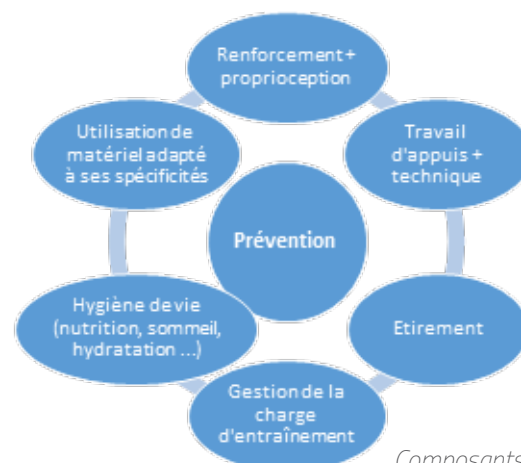 Renforcement +
proprioception
Travail
d'appuis +
technique
Etirement
Gestion de la
charge
d'entraînement
Hygiène de vie
(nutrition, sommeil,
hydratation ...)
Utilisation de
matériel adapté
à ses spécificités
Prévention
Composants